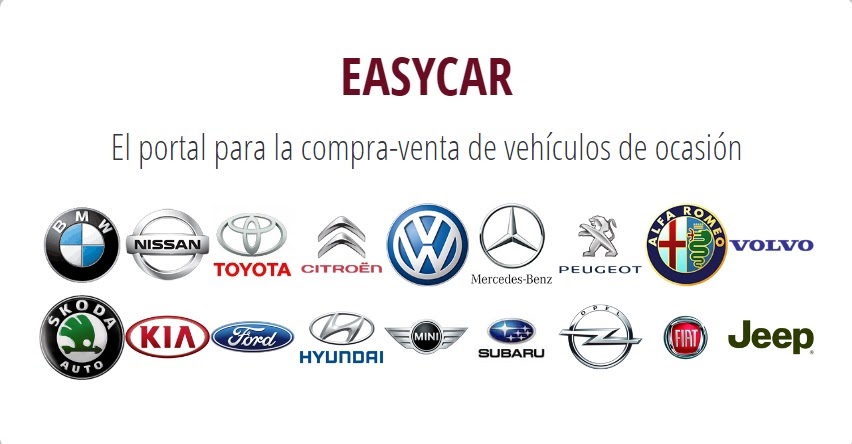 EASYCAR
El portal para la compra-venta de vehículos de ocasión
BMW
NISSAN
TOYOTA
CITROËN
VW
Mercedes-Benz
PEUGEOT
ALFA ROMEO
VOLVO
SKODA AUTO
KIA
Ford
HYUNDAI
MINI
SUBARU
OPEL
FIAT
Jeep